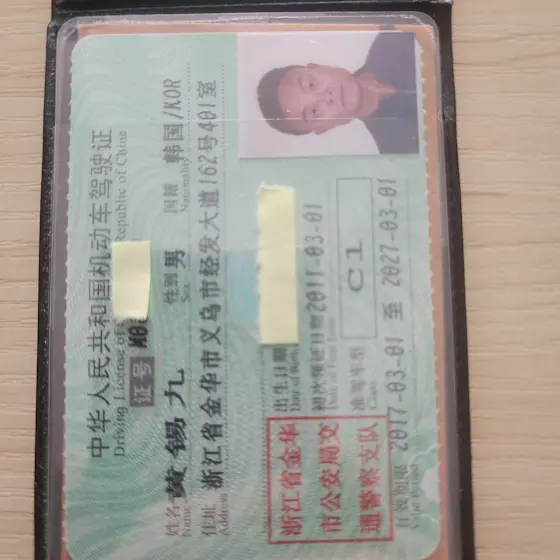 中华人民共和国机动车驾驶证
Driving License of Republic of China
证号
姓名 黄锡九 性别 男 国籍 韩国/KOR
Name Sex Nationality
住址 浙江省金华市义乌市经发大道162号401室
Address
出生日期
Date of Birth
初次领证日期 2011-03-01
准驾车型 C1
Class
浙江省金华
市公安局交
通警察支队
有效期限 2017-03-01 至 2027-03-01
Valid Period